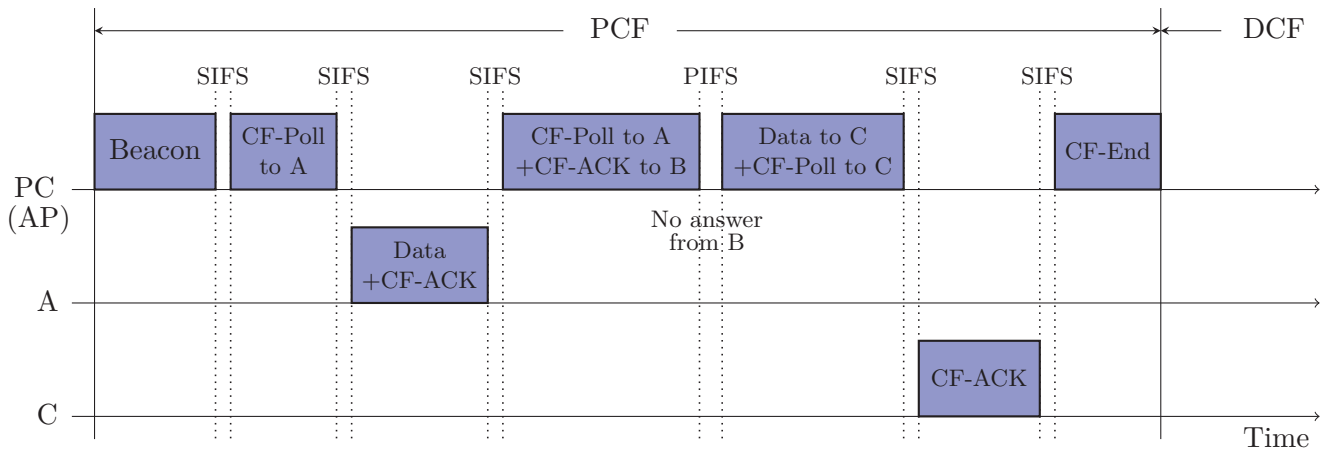 PCF
DCF
SIFS
SIFS
SIFS
PIFS
SIFS
SIFS
Beacon
CF-Poll
to A
CF-Poll to A
+CF-ACK to B
Data to C
+CF-Poll to C
CF-End
PC
(AP)
No answer
from B
Data
+CF-ACK
A
CF-ACK
C
Time